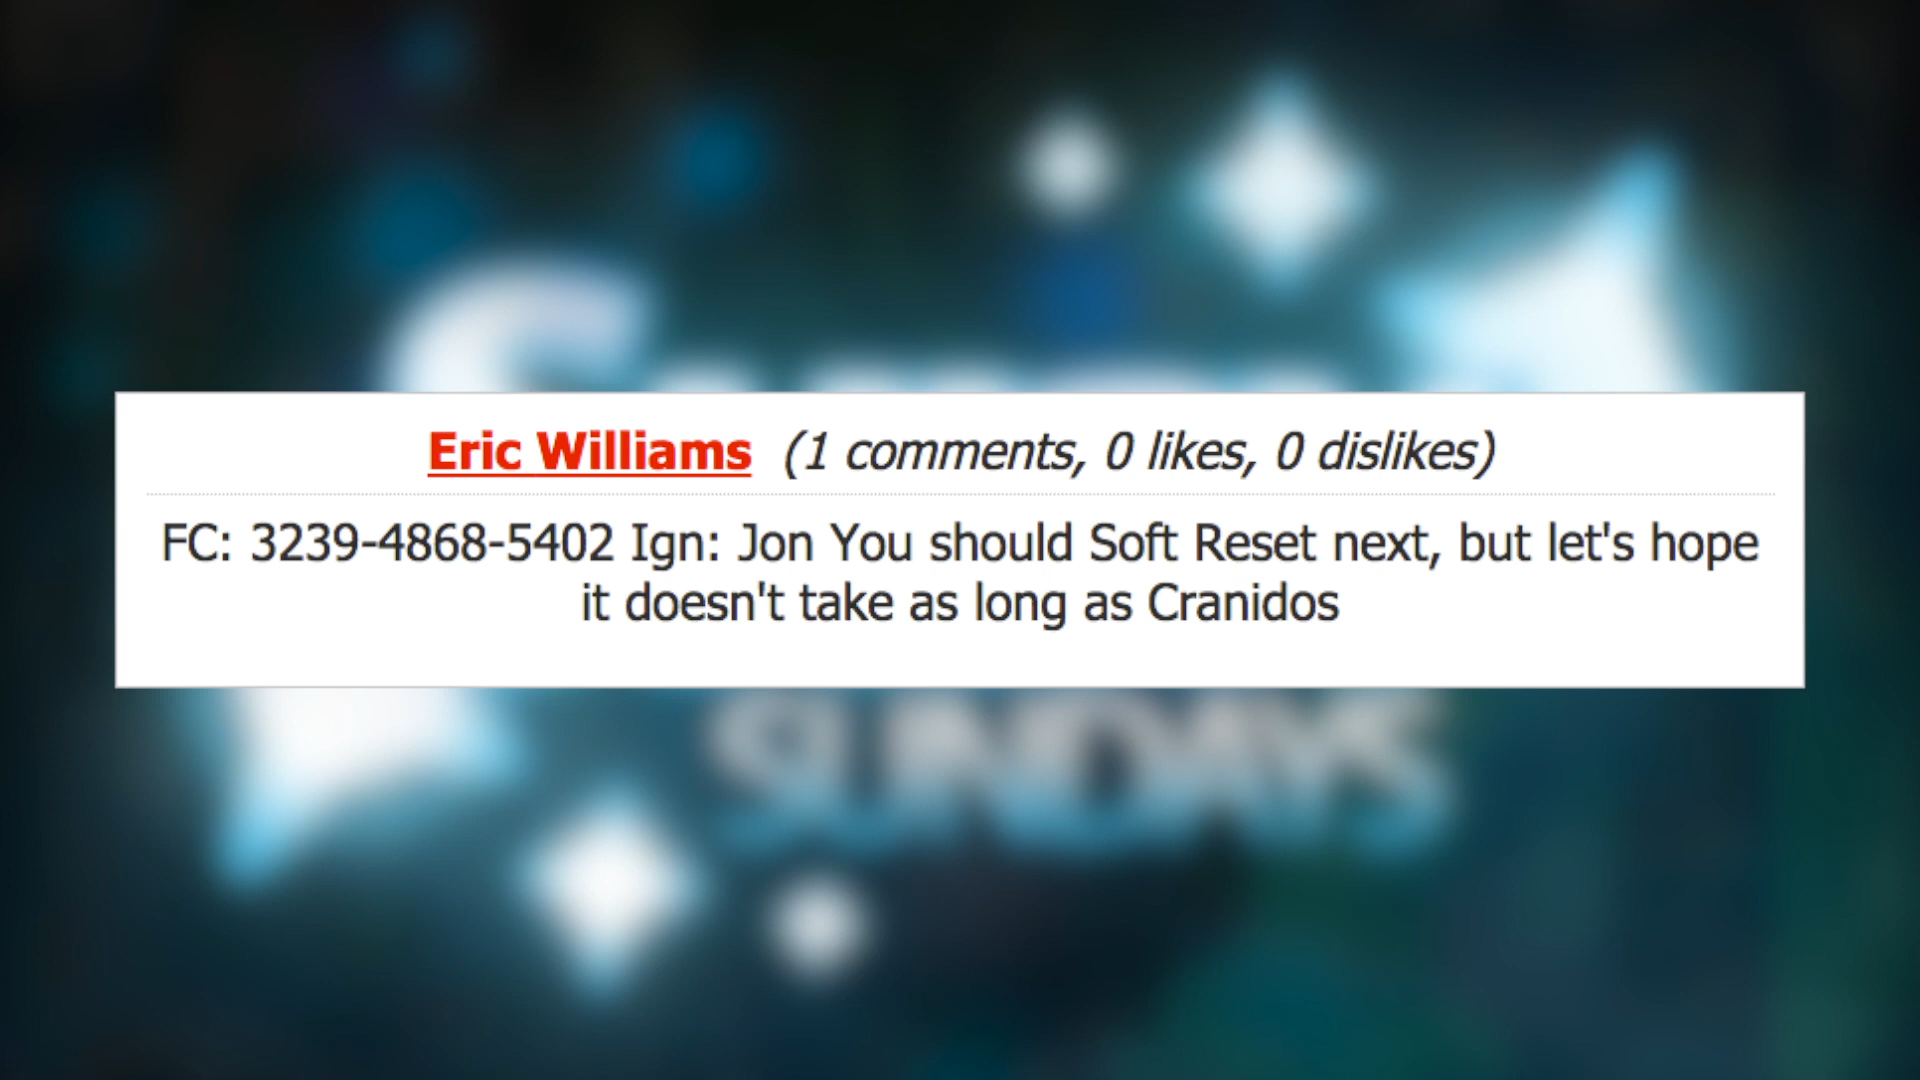 Eric Williams (1 comments, 0 likes, 0 dislikes)
FC: 3239-4868-5402 Ign: Jon You should Soft Reset next, but let's hope
it doesn't take as long as Cranidos
SUNDAYS